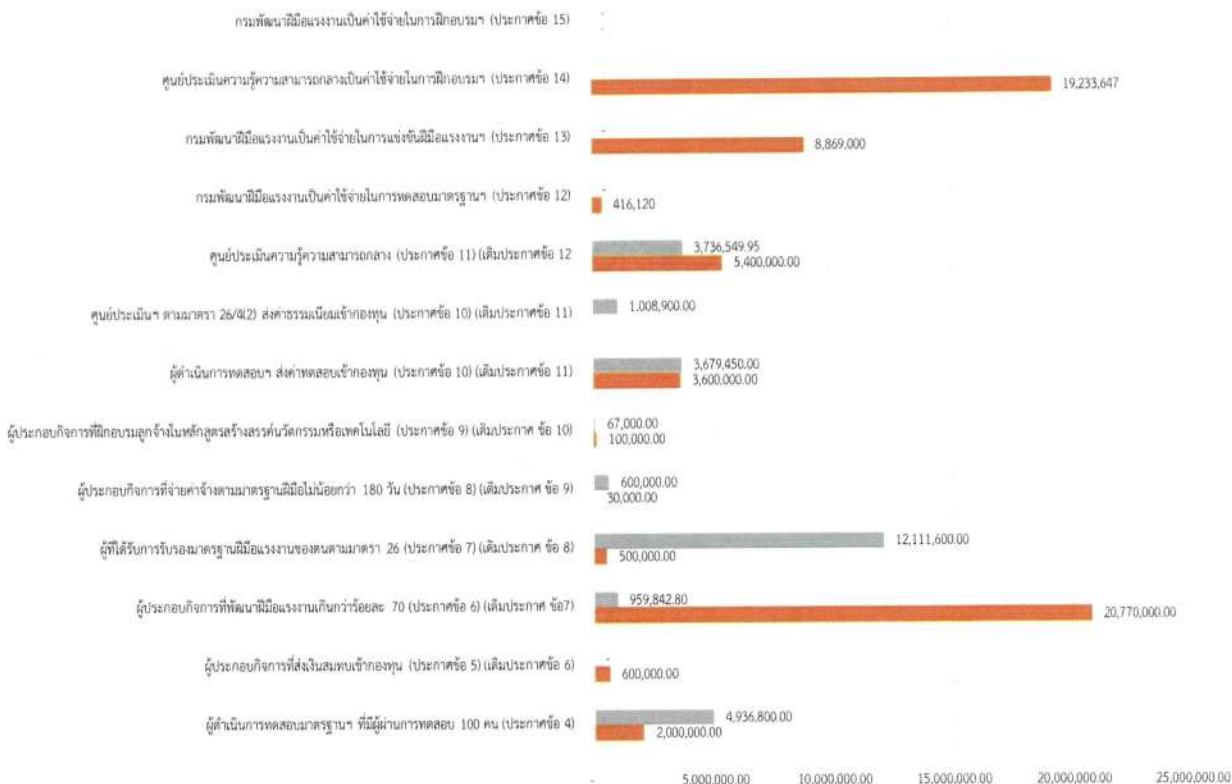 กรมพัฒนาฝีมือแรงงานเป็นค่าใช้จ่ายในการฝึกอบรมฯ (ประกาศข้อ 15)
-
ศูนย์ประเมินความรู้ความสามารถกลางเป็นค่าใช้จ่ายในการฝึกอบรมฯ (ประกาศข้อ 14)
-
19,233,647
กรมพัฒนาฝีมือแรงงานเป็นค่าใช้จ่ายในการแข่งขันฝีมือแรงงานฯ (ประกาศข้อ 13)
-
8,869,000
กรมพัฒนาฝีมือแรงงานเป็นค่าใช้จ่ายในการทดสอบมาตรฐานฯ (ประกาศข้อ 12)
-
416,120
ศูนย์ประเมินความรู้ความสามารถกลาง (ประกาศข้อ 11) (เดิมประกาศข้อ 12
3,736,549.95
5,400,000.00
ศูนย์ประเมินฯ ตามมาตรา 26/4(2) ส่งค่าธรรมเนียมเข้ากองทุน (ประกาศข้อ 10) (เดิมประกาศข้อ 11)
1,008,900.00
ผู้ดำเนินการทดสอบฯ ส่งค่าทดสอบเข้ากองทุน (ประกาศข้อ 10) (เดิมประกาศข้อ 11)
3,679,450.00
3,600,000.00
ผู้ประกอบกิจการที่ฝึกอบรมลูกจ้างในหลักสูตรสร้างสรรค์นวัตกรรมหรือเทคโนโลยี (ประกาศข้อ 9) (เดิมประกาศ ข้อ 10)
67,000.00
100,000.00
ผู้ประกอบกิจการที่จ่ายค่าจ้างตามมาตรฐานฝีมือไม่น้อยกว่า 180 วัน (ประกาศข้อ 8) (เดิมประกาศ ข้อ 9)
600,000.00
30,000.00
ผู้ที่ได้รับการรับรองมาตรฐานฝีมือแรงงานของตนตามมาตรา 26 (ประกาศข้อ 7) (เดิมประกาศ ข้อ 8)
12,111,600.00
500,000.00
ผู้ประกอบกิจการที่พัฒนาฝีมือแรงงานเกินกว่าร้อยละ 70 (ประกาศข้อ 6) (เดิมประกาศ ข้อ7)
959,842.80
20,770,000.00
ผู้ประกอบกิจการที่ส่งเงินสมทบเข้ากองทุน (ประกาศข้อ 5) (เดิมประกาศข้อ 6)
-
600,000.00
ผู้ดำเนินการทดสอบมาตรฐานฯ ที่มีผู้ผ่านการทดสอบ 100 คน (ประกาศข้อ 4)
4,936,800.00
2,000,000.00
- 5,000,000.00 10,000,000.00 15,000,000.00 20,000,000.00 25,000,000.00